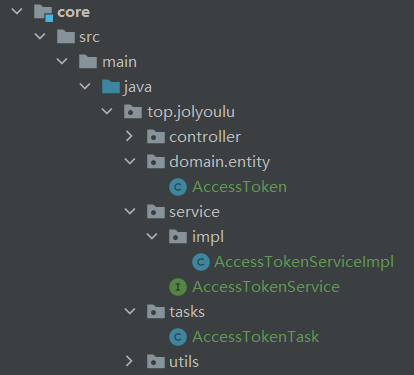 core
src
main
java
top.jolyoulu
controller
domain.entity
C AccessToken
service
impl
C AccessTokenServiceImpl
I AccessTokenService
tasks
C AccessTokenTask
utils